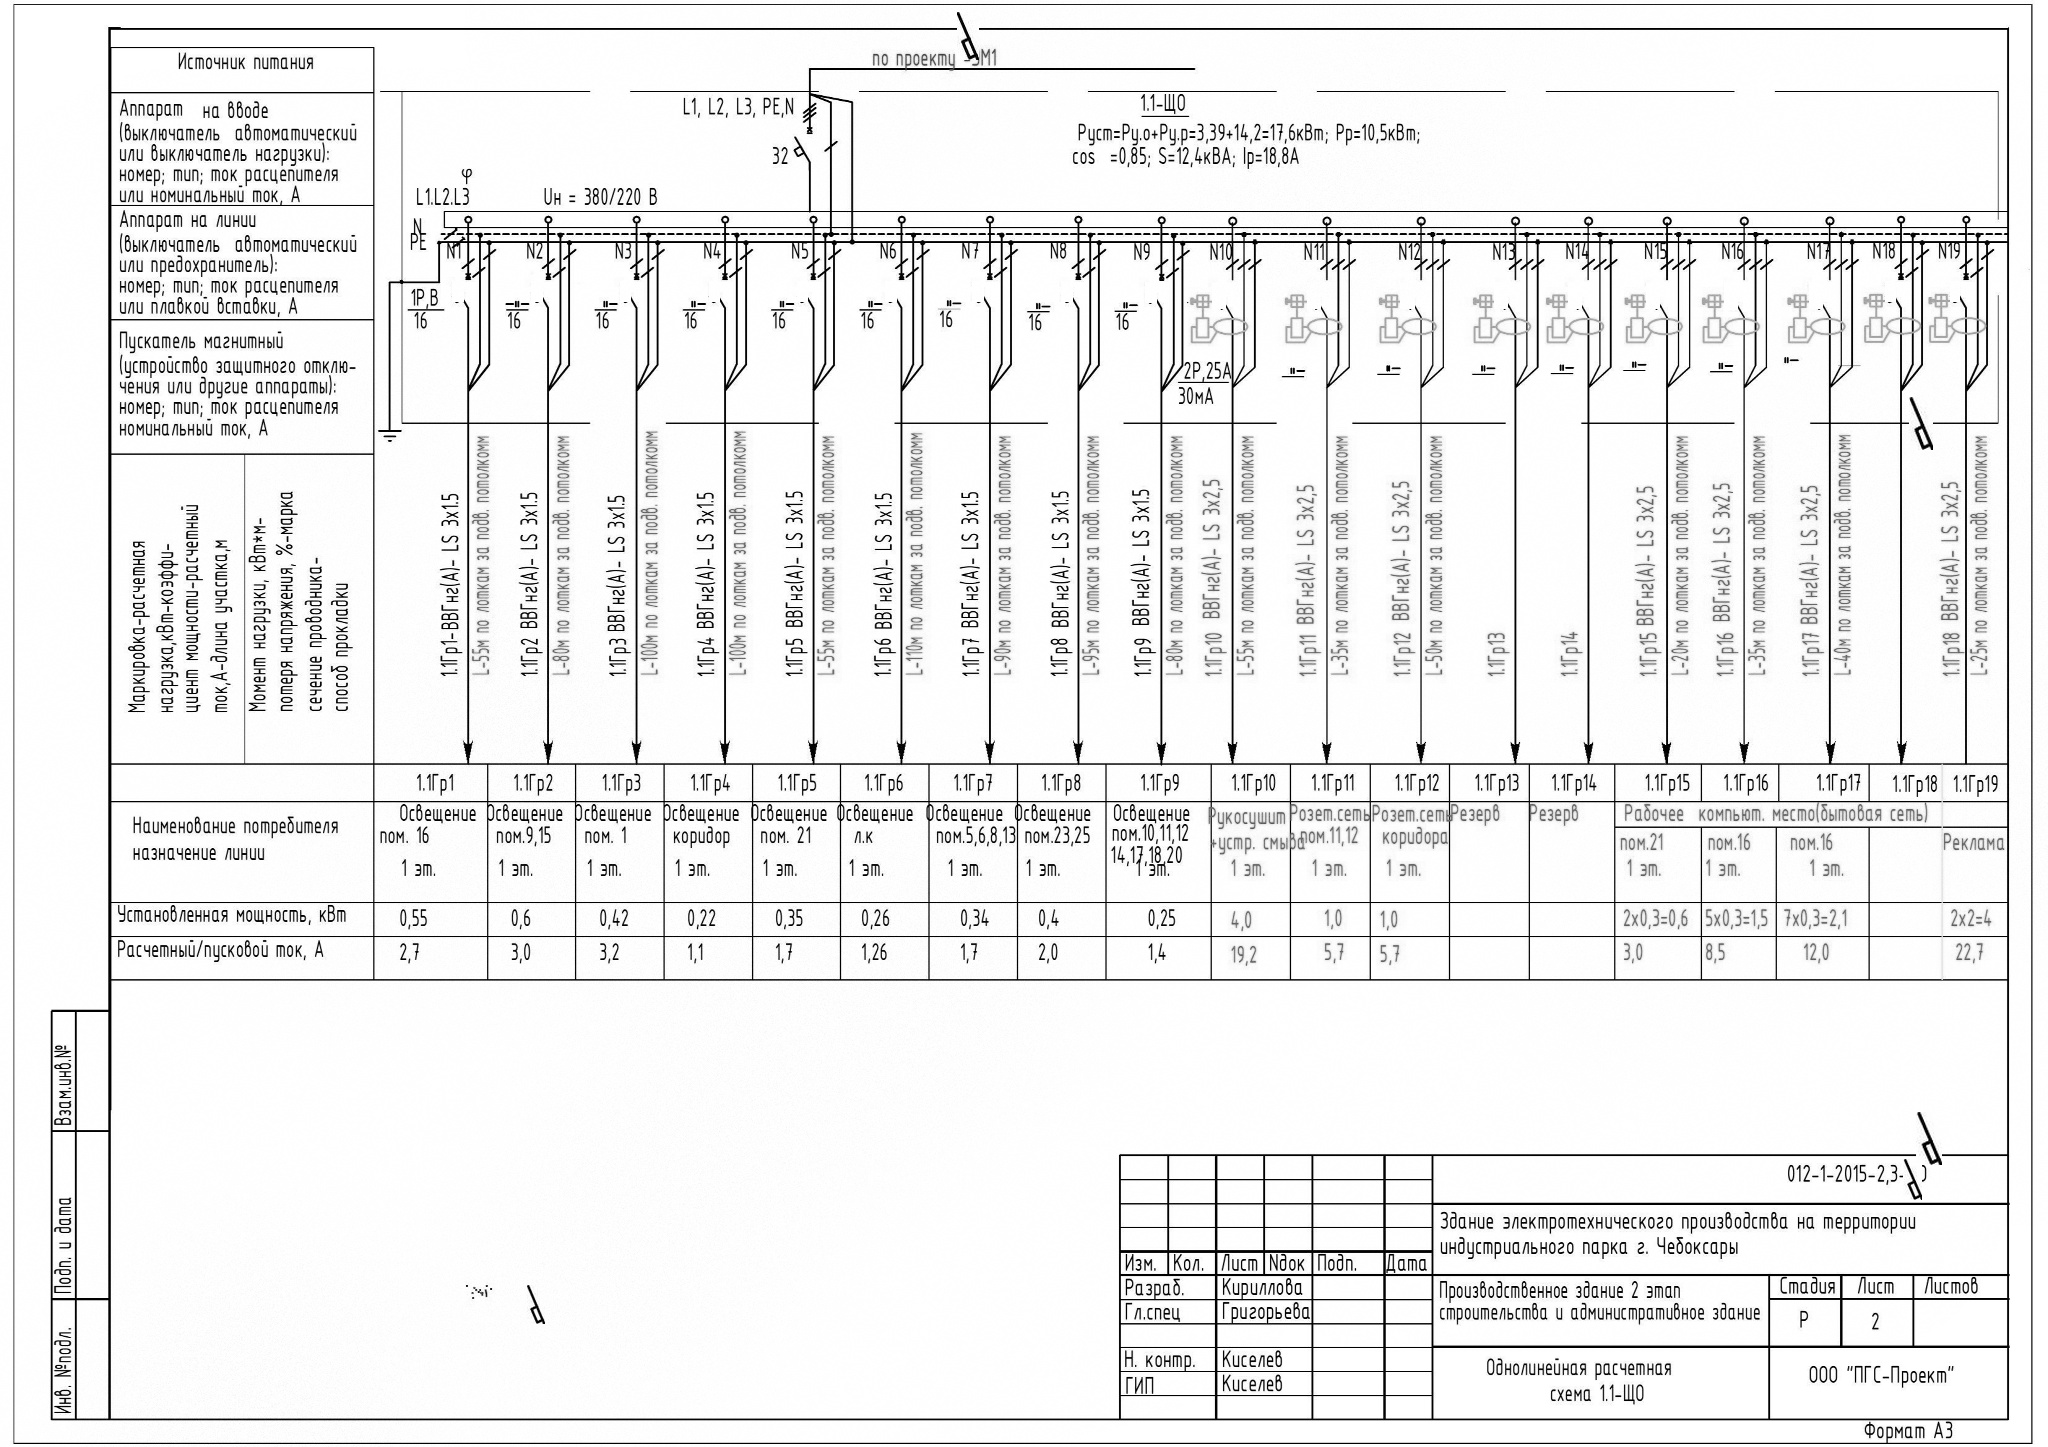 Источник питания
по проекту -ЭМ1
Аппарат на вводе
(выключатель автоматический
или выключатель нагрузки):
номер; тип; ток расцепителя
или номинальный ток, А
L1, L2, L3, PE,N
32
1.1-ЩО
Руст=Ру.о+Ру.р=3,39+14,2=17,6кВт; Рр=10,5кВт;
cos =0,85; S=12,4кВА; Ip=18,8А
φ
L1.L2.L3
Uн = 380/220 В
N
PE
Аппарат на линии
(выключатель автоматический
или предохранитель):
номер; тип; ток расцепителя
или плавкой вставки, А
N1 N2 N3 N4 N5 N6 N7 N8 N9 N10 N11 N12 N13 N14 N15 N16 N17 N18 N19
1Р,В
16
-"-
16
-"-
16
-"-
16
-"-
16
-"-
16
-"-
16
-"-
16
-"-
16
Пускатель магнитный
(устройство защитного отклю-
чения или другие аппараты):
номер; тип; ток расцепителя
номинальный ток, А
2Р,25А
30мА
-"- -"- -"- -"- -"- -"- -"-
Маркировка-расчетная
нагрузка,кВт-коэффи-
циент мощности-расчетный
ток,А-длина участка,м
Момент нагрузки, кВт*м-
потеря напряжения, %-марка
сечение проводника-
способ прокладки
1.1Гр1-ВВГнг(А)- LS 3х1.5
L-55м по лоткам за подв. потолкомм
1.1Гр2 ВВГнг(А)- LS 3х1.5
L-80м по лоткам за подв. потолкомм
1.1Гр3 ВВГнг(А)- LS 3х1.5
L-100м по лоткам за подв. потолкомм
1.1Гр4 ВВГнг(А)- LS 3х1.5
L-100м по лоткам за подв. потолкомм
1.1Гр5 ВВГнг(А)- LS 3х1.5
L-55м по лоткам за подв. потолкомм
1.1Гр6 ВВГнг(А)- LS 3х1.5
L-110м по лоткам за подв. потолкомм
1.1Гр7 ВВГнг(А)- LS 3х1.5
L-90м по лоткам за подв. потолкомм
1.1Гр8 ВВГнг(А)- LS 3х1.5
L-95м по лоткам за подв. потолкомм
1.1Гр9 ВВГнг(А)- LS 3х1.5
L-80м по лоткам за подв. потолкомм
1.1Гр10 ВВГнг(А)- LS 3х2,5
L-55м по лоткам за подв. потолкомм
1.1Гр11 ВВГнг(А)- LS 3х2,5
L-35м по лоткам за подв. потолкомм
1.1Гр12 ВВГнг(А)- LS 3х2,5
L-50м по лоткам за подв. потолкомм
1.1Гр13
1.1Гр14
1.1Гр15 ВВГнг(А)- LS 3х2,5
L-20м по лоткам за подв. потолкомм
1.1Гр16 ВВГнг(А)- LS 3х2,5
L-35м по лоткам за подв. потолкомм
1.1Гр17 ВВГнг(А)- LS 3х2,5
L-40м по лоткам за подв. потолкомм
1.1Гр18 ВВГнг(А)- LS 3х2,5
L-25м по лоткам за подв. потолкомм
1.1Гр1 1.1Гр2 1.1Гр3 1.1Гр4 1.1Гр5 1.1Гр6 1.1Гр7 1.1Гр8 1.1Гр9 1.1Гр10 1.1Гр11 1.1Гр12 1.1Гр13 1.1Гр14 1.1Гр15 1.1Гр16 1.1Гр17 1.1Гр18 1.1Гр19
Наименование потребителя
назначение линии
Освещение
пом. 16
1 эт.
Освещение
пом.9,15
1 эт.
Освещение
пом. 1
1 эт.
Освещение
коридор
1 эт.
Освещение
пом. 21
1 эт.
Освещение
л.к
1 эт.
Освещение
пом.5,6,8,13
1 эт.
Освещение
пом.23,25
1 эт.
Освещение
пом.10,11,12
14,17,18,20
1 эт.
Рукосушит
+устр. смыва
1 эт.
Розет.сеть
пом.11,12
1 эт.
Розет.сеть
коридора
1 эт.
Резерв
Резерв
Рабочее компьют. место(бытовая сеть)
пом.21
1 эт.
пом.16
1 эт.
пом.16
1 эт.
Реклама
Установленная мощность, кВт 0,55 0,6 0,42 0,22 0,35 0,26 0,34 0,4 0,25 4,0 1,0 1,0 2х0,3=0,6 5х0,3=1,5 7х0,3=2,1 2х2=4
Расчетный/пусковой ток, А 2,7 3,0 3,2 1,1 1,7 1,26 1,7 2,0 1,4 19,2 5,7 5,7 3,0 8,5 12,0 22,7
Взам.инв.№
Подп. и дата
Инв. №подл.
012-1-2015-2,3-
Здание электротехнического производства на территории
индустриального парка г. Чебоксары
Изм. Кол. Лист Nдок Подп. Дата
Разраб. Кириллова
Гл.спец Григорьева
Н. контр. Киселев
ГИП Киселев
Производственное здание 2 этап
строительства и административное здание
Стадия Лист Листов
Р 2
Однолинейная расчетная
схема 1.1-ЩО
ООО "ПГС-Проект"
Формат А3